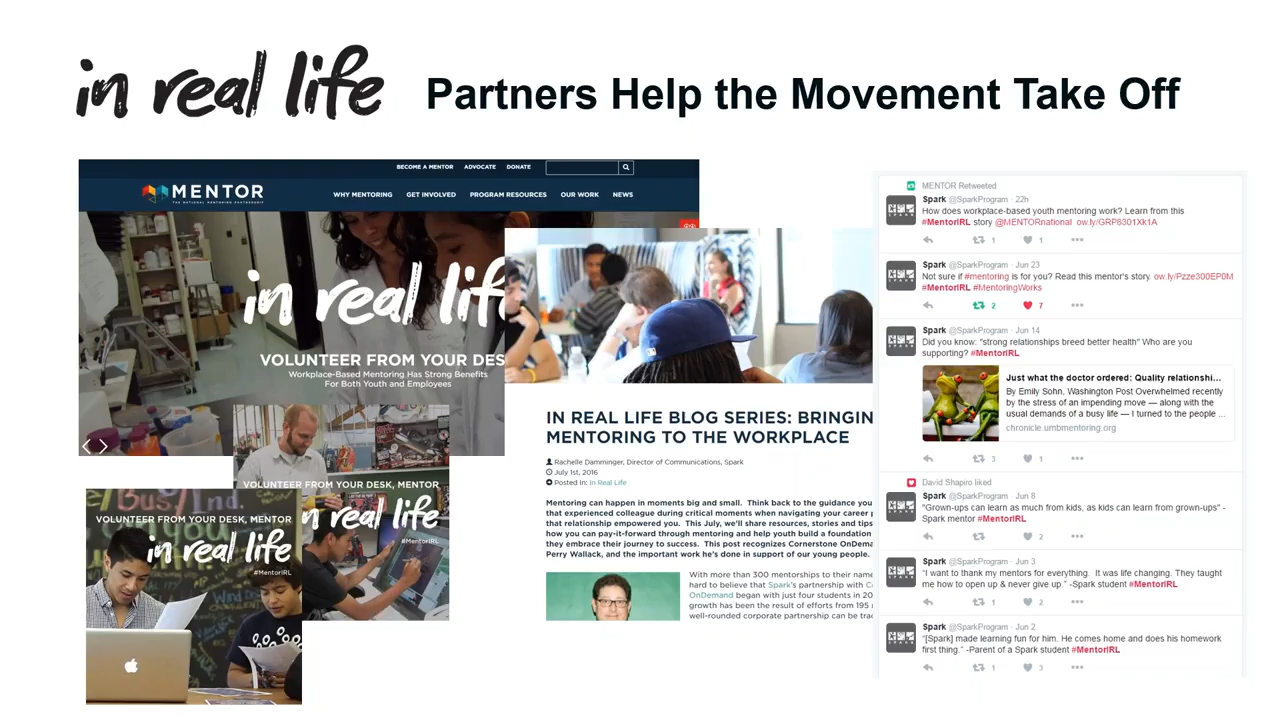 in real life
Partners Help the Movement Take Off
BECOME A MENTOR ADVOCATE DONATE
MENTOR
THE NATIONAL MENTORING PARTNERSHIP
WHY MENTORING GET INVOLVED PROGRAM RESOURCES OUR WORK NEWS
in real lif
VOLUNTEER FROM YOUR DES
Workplace-Based Mentoring Has Strong Benefits
For Both Youth and Employees
VOLUNTEER FROM YOUR DESK, MENTOR
in real life
#MentorIRL
Bus/Ind.
VOLUNTEER FROM YOUR DESK, MENTOR
in real life
#MentorIRL
IN REAL LIFE BLOG SERIES: BRINGIN
MENTORING TO THE WORKPLACE
Rachelle Damminger, Director of Communications, Spark
July 1st, 2016
Posted In: In Real Life
Mentoring can happen in moments big and small. Think back to the guidance you
that experienced colleague during critical moments when navigating your career
that relationship empowered you. This July, we'll share resources, stories and tips
how you can pay-it-forward through mentoring and help youth build a foundation
they embrace their journey to success. This post recognizes Cornerstone OnDema
Perry Wallack, and the important work he's done in support of our young people.
With more than 300 mentorships to their name
hard to believe that Spark's partnership with C
OnDemand began with just four students in 20
growth has been the result of efforts from 195
well-rounded corporate partnership can be tra
MENTOR Retweeted
Spark @SparkProgram · 22h
How does workplace-based youth mentoring work? Learn from this
#MentorIRL story @MENTORnational ow.ly/GRP8301Xk1A
1 1
Spark @SparkProgram · Jun 23
Not sure if #mentoring is for you? Read this mentor's story. ow.ly/Pzze300EP0M
#MentorIRL #MentoringWorks
2 7
Spark @SparkProgram · Jun 14
Did you know: "strong relationships breed better health" Who are you
supporting? #MentorIRL
Just what the doctor ordered: Quality relationshi...
By Emily Sohn, Washington Post Overwhelmed recently
by the stress of an impending move — along with the
usual demands of a busy life — I turned to the people ...
chronicle.umbmentoring.org
3 1
David Shapiro liked
Spark @SparkProgram · Jun 8
"Grown-ups can learn as much from kids, as kids can learn from grown-ups" -
Spark mentor #MentorIRL
2
Spark @SparkProgram · Jun 3
"I want to thank my mentors for everything. It was life changing. They taught
me how to open up & never give up." -Spark student #MentorIRL
1 2
Spark @SparkProgram · Jun 2
"[Spark] made learning fun for him. He comes home and does his homework
first thing." -Parent of a Spark student #MentorIRL
1 3